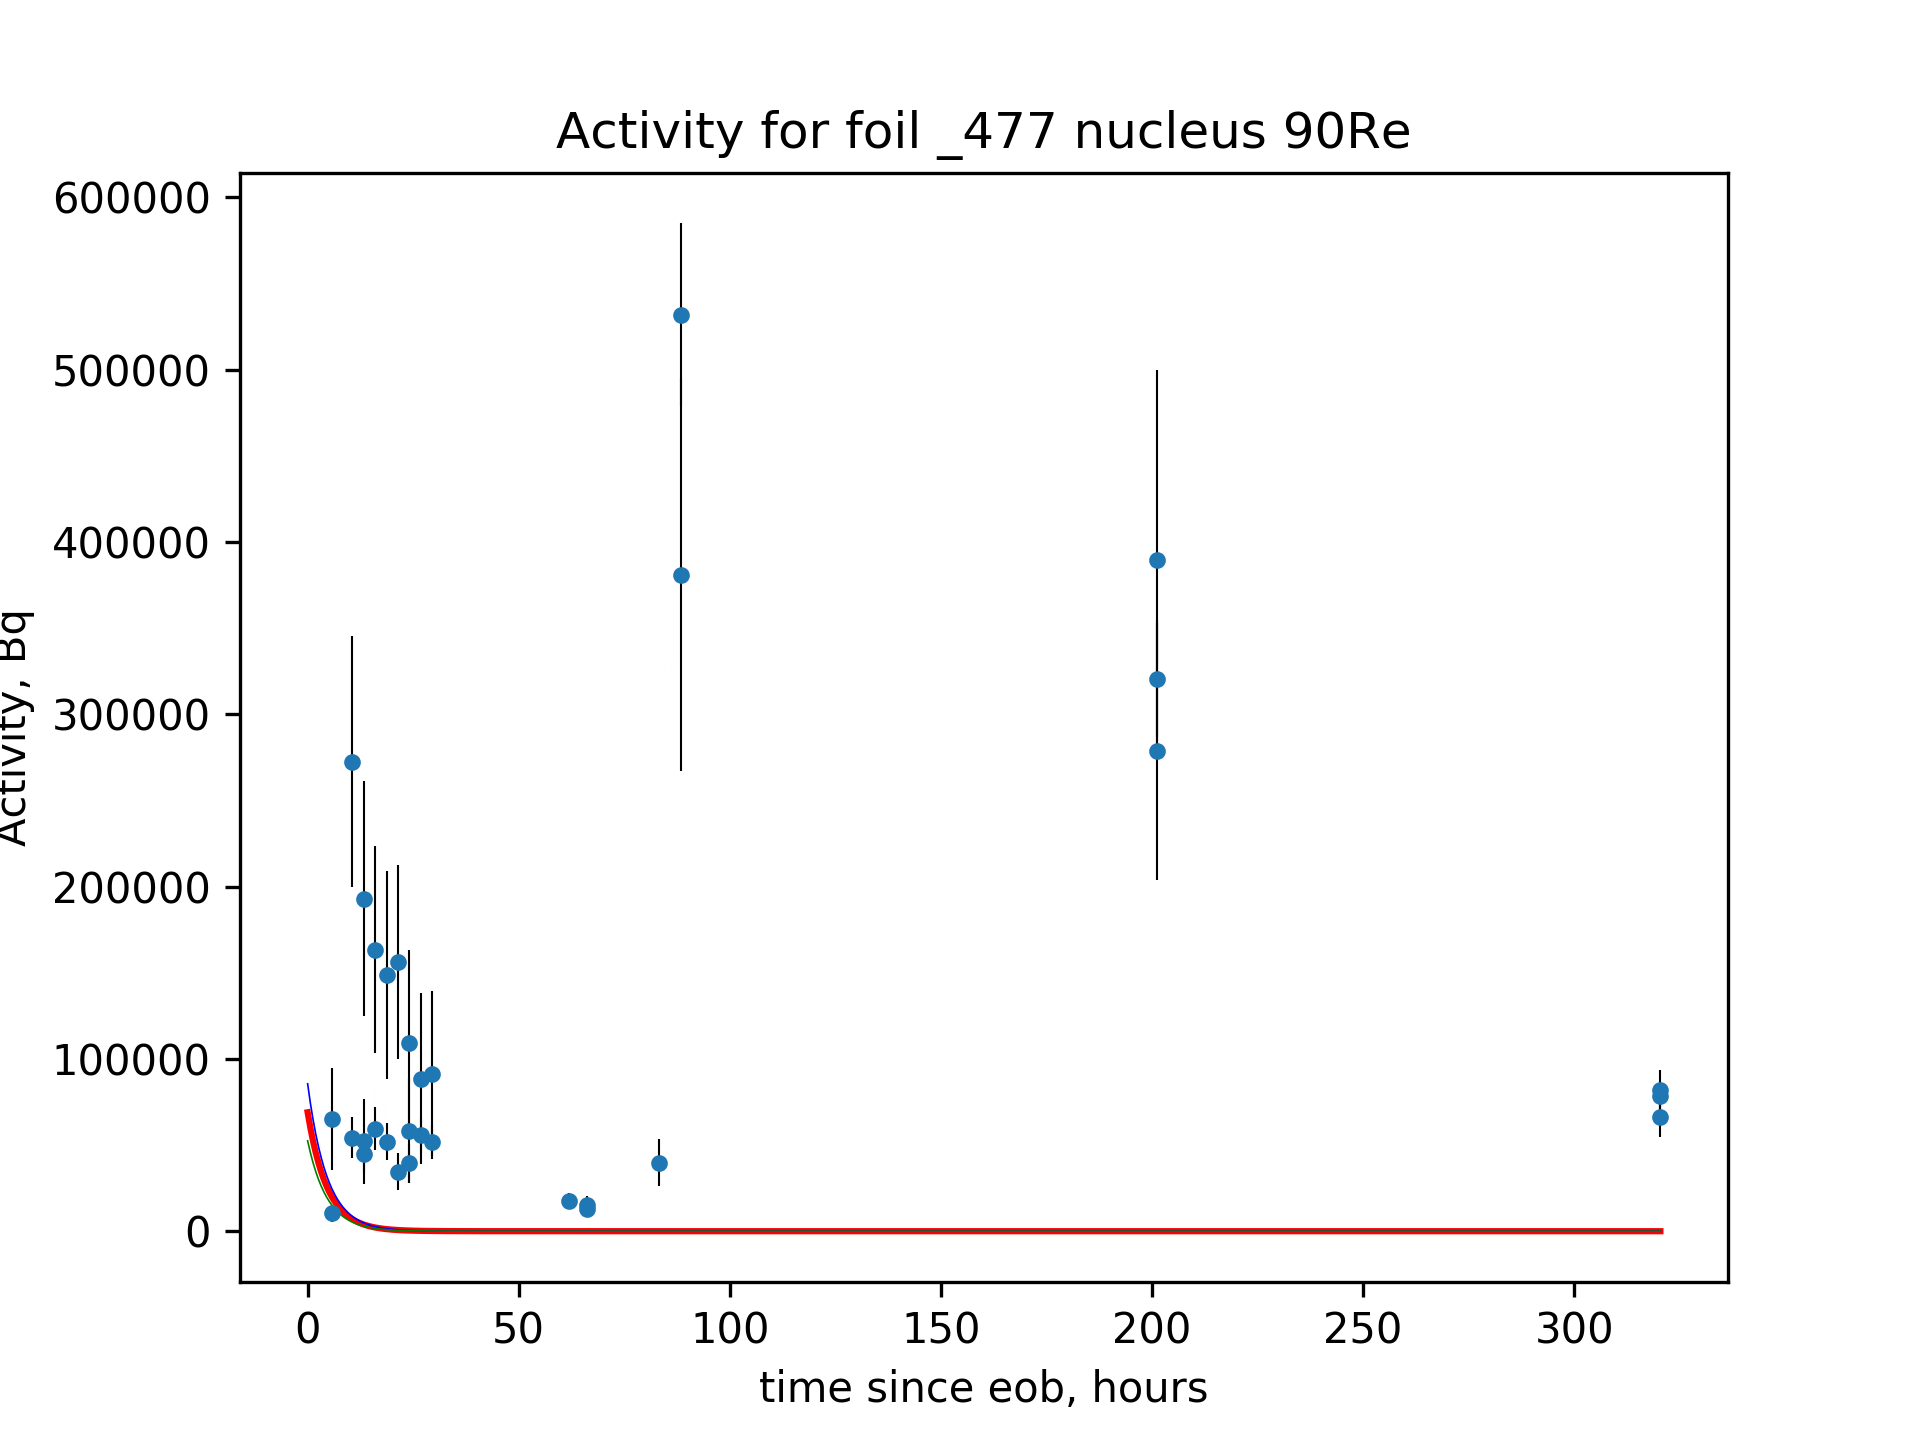 Activity for foil _477 nucleus 90Re
600000
500000
400000
300000
200000
100000
0
Activity, Bq
0 50 100 150 200 250 300
time since eob, hours